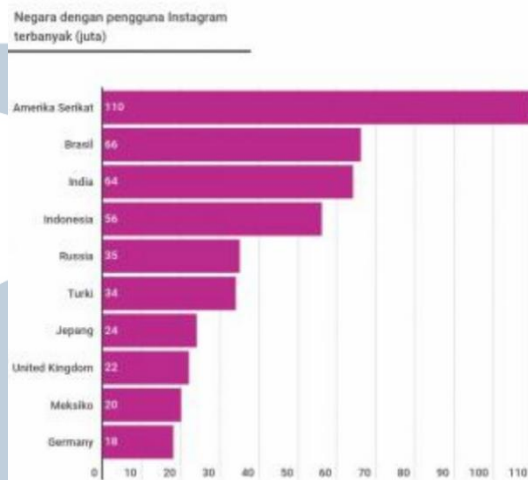 Negara dengan pengguna Instagram
terbanyak (juta)
Amerika Serikat 110
Brasil 66
India 64
Indonesia 56
Russia 35
Turki 34
Jepang 24
United Kingdom 22
Meksiko 20
Germany 18
0 10 20 30 40 50 60 70 80 90 100 110